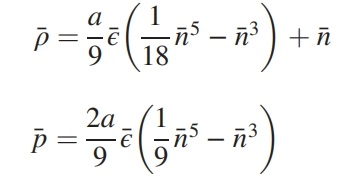 ρ̄ = a/9 ε̄ (1/18 n̄⁵ − n̄³) + n̄
p̄ = 2a/9 ε̄ (1/9 n̄⁵ − n̄³)